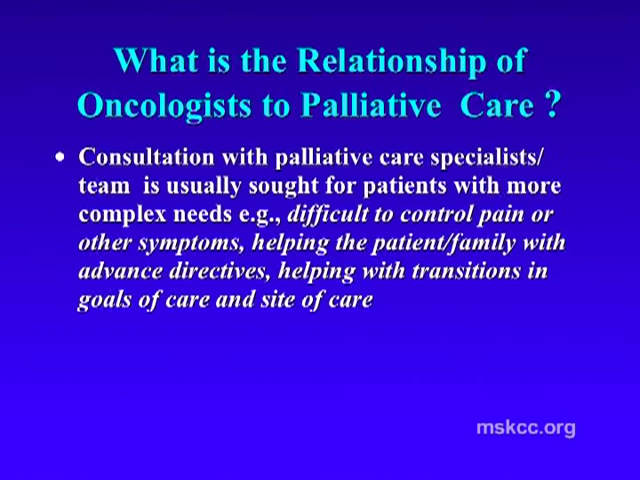 What is the Relationship of
Oncologists to Palliative Care ?
• Consultation with palliative care specialists/
team is usually sought for patients with more
complex needs e.g., difficult to control pain or
other symptoms, helping the patient/family with
advance directives, helping with transitions in
goals of care and site of care
mskcc.org